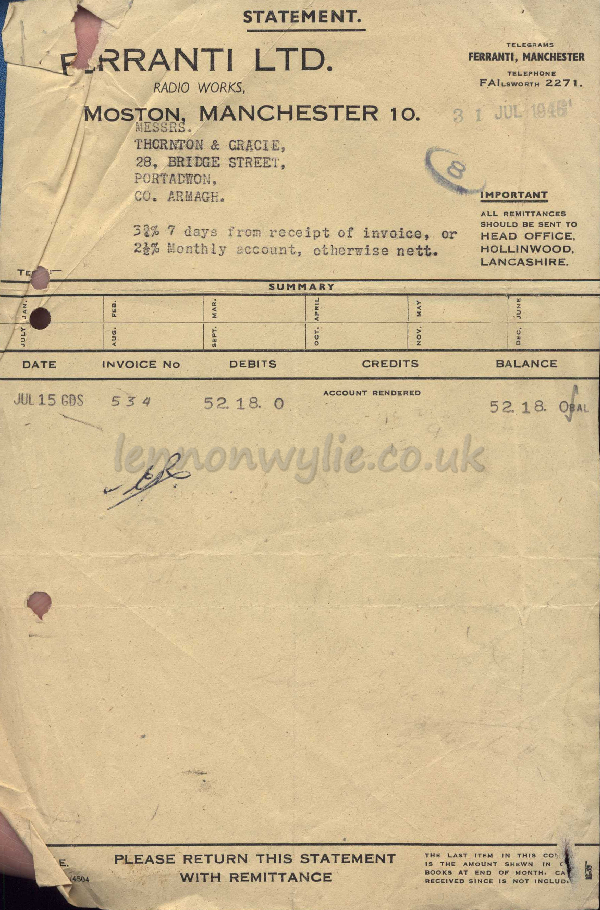 STATEMENT.
FERRANTI LTD.
RADIO WORKS,
MOSTON, MANCHESTER 10.
TELEGRAMS
FERRANTI, MANCHESTER
TELEPHONE
FAILSWORTH 2271.
31 JUL 1946
MESSRS.
THORNTON & GRACIE,
28, BRIDGE STREET,
PORTADWON,
CO. ARMAGH.
8
IMPORTANT
ALL REMITTANCES
SHOULD BE SENT TO
HEAD OFFICE,
HOLLINWOOD,
LANCASHIRE.
3¾% 7 days from receipt of invoice, or
2½% Monthly account, otherwise nett.
SUMMARY
JAN. FEB. MAR. APRIL MAY JUNE
JULY AUG. SEPT. OCT. NOV. DEC.
DATE INVOICE No DEBITS CREDITS BALANCE
ACCOUNT RENDERED
JUL 15 GDS 534 52.18. 0 52.18. 0 BAL
lennonwylie.co.uk
PLEASE RETURN THIS STATEMENT
WITH REMITTANCE
THE LAST ITEM IN THIS
IS THE AMOUNT SHEWN IN
BOOKS AT END OF MONTH.
RECEIVED SINCE IS NOT